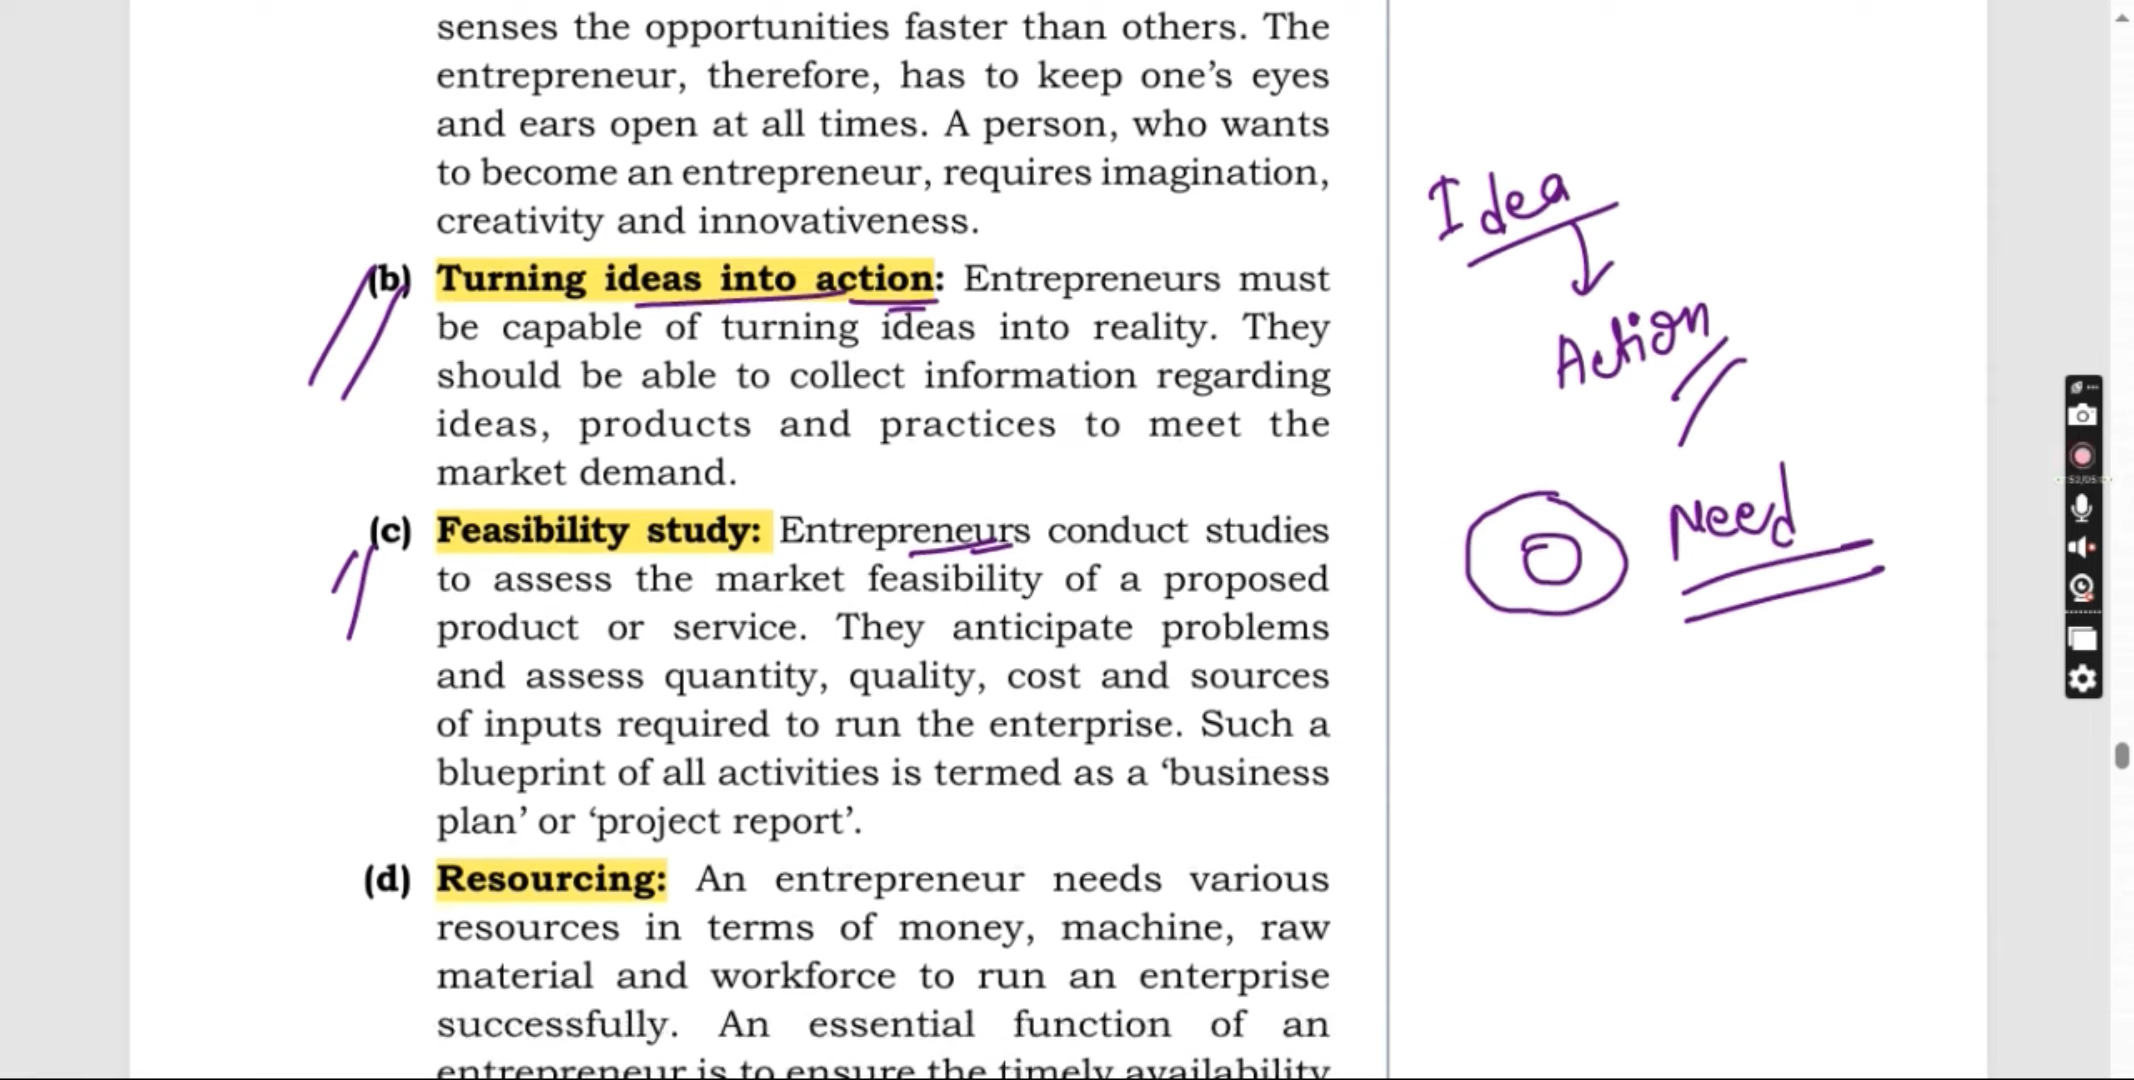 senses the opportunities faster than others. The
entrepreneur, therefore, has to keep one’s eyes
and ears open at all times. A person, who wants
to become an entrepreneur, requires imagination,
creativity and innovativeness.
(b) Turning ideas into action: Entrepreneurs must
be capable of turning ideas into reality. They
should be able to collect information regarding
ideas, products and practices to meet the
market demand.
(c) Feasibility study: Entrepreneurs conduct studies
to assess the market feasibility of a proposed
product or service. They anticipate problems
and assess quantity, quality, cost and sources
of inputs required to run the enterprise. Such a
blueprint of all activities is termed as a ‘business
plan’ or ‘project report’.
(d) Resourcing: An entrepreneur needs various
resources in terms of money, machine, raw
material and workforce to run an enterprise
successfully. An essential function of an
entrepreneur is to ensure the timely availability
Idea
Action
Need